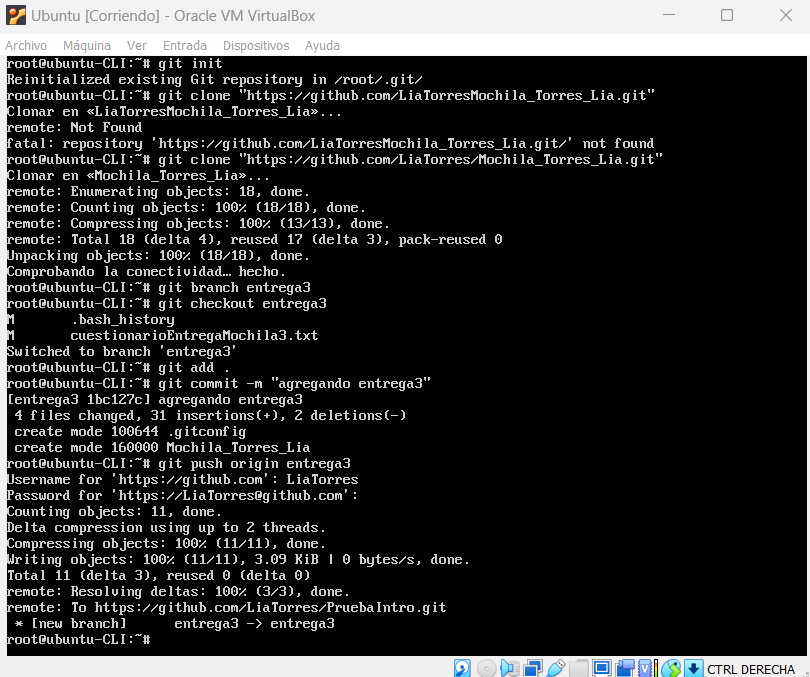 Ubuntu [Corriendo] - Oracle VM VirtualBox
Archivo Máquina Ver Entrada Dispositivos Ayuda
root@ubuntu-CLI:~# git init
Reinitialized existing Git repository in /root/.git/
root@ubuntu-CLI:~# git clone "https://github.com/LiaTorresMochila_Torres_Lia.git"
Clonar en «LiaTorresMochila_Torres_Lia»...
remote: Not Found
fatal: repository 'https://github.com/LiaTorresMochila_Torres_Lia.git/' not found
root@ubuntu-CLI:~# git clone "https://github.com/LiaTorres/Mochila_Torres_Lia.git"
Clonar en «Mochila_Torres_Lia»...
remote: Enumerating objects: 18, done.
remote: Counting objects: 100% (18/18), done.
remote: Compressing objects: 100% (13/13), done.
remote: Total 18 (delta 4), reused 17 (delta 3), pack-reused 0
Unpacking objects: 100% (18/18), done.
Comprobando la conectividad… hecho.
root@ubuntu-CLI:~# git branch entrega3
root@ubuntu-CLI:~# git checkout entrega3
M       .bash_history
M       cuestionarioEntregaMochila3.txt
Switched to branch 'entrega3'
root@ubuntu-CLI:~# git add .
root@ubuntu-CLI:~# git commit -m "agregando entrega3"
[entrega3 1bc127c] agregando entrega3
 4 files changed, 31 insertions(+), 2 deletions(-)
 create mode 100644 .gitconfig
 create mode 160000 Mochila_Torres_Lia
root@ubuntu-CLI:~# git push origin entrega3
Username for 'https://github.com': LiaTorres
Password for 'https://LiaTorres@github.com':
Counting objects: 11, done.
Delta compression using up to 2 threads.
Compressing objects: 100% (11/11), done.
Writing objects: 100% (11/11), 3.09 KiB | 0 bytes/s, done.
Total 11 (delta 3), reused 0 (delta 0)
remote: Resolving deltas: 100% (3/3), done.
remote: To https://github.com/LiaTorres/PruebaIntro.git
 * [new branch]      entrega3 -> entrega3
root@ubuntu-CLI:~#
CTRL DERECHA